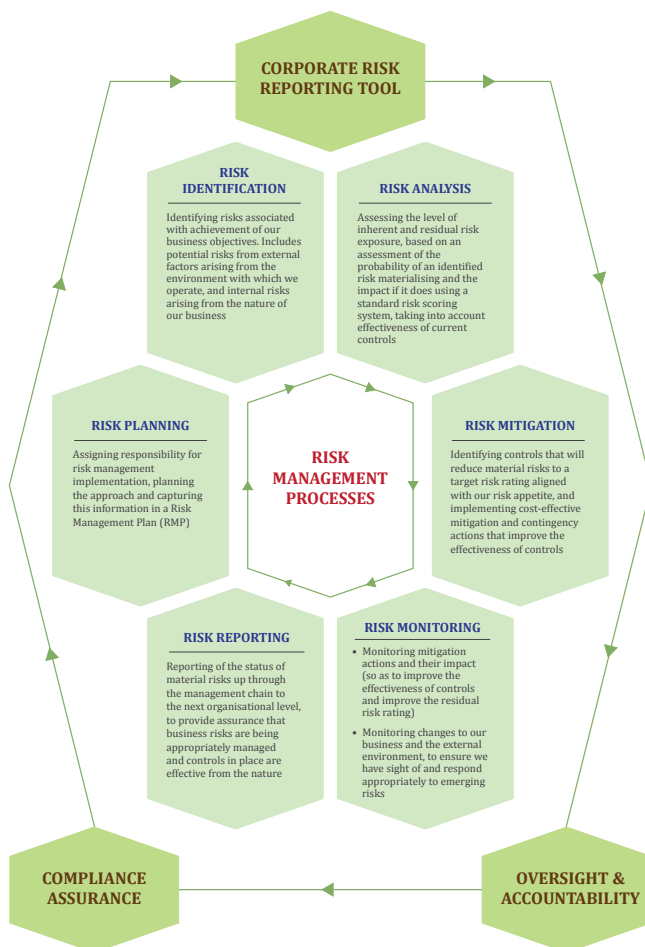 CORPORATE RISK
REPORTING TOOL
RISK
IDENTIFICATION
Identifying risks associated
with achievement of our
business objectives. Includes
potential risks from external
factors arising from the
environment with which we
operate, and internal risks
arising from the nature of
our business
RISK ANALYSIS
Assessing the level of
inherent and residual risk
exposure, based on an
assessment of the
probability of an identified
risk materialising and the
impact if it does using a
standard risk scoring
system, taking into account
effectiveness of current
controls
RISK PLANNING
Assigning responsibility for
risk management
implementation, planning
the approach and capturing
this information in a Risk
Management Plan (RMP)
RISK
MANAGEMENT
PROCESSES
RISK MITIGATION
Identifying controls that will
reduce material risks to a
target risk rating aligned
with our risk appetite, and
implementing cost-effective
mitigation and contingency
actions that improve the
effectiveness of controls
RISK REPORTING
Reporting of the status of
material risks up through
the management chain to
the next organisational level,
to provide assurance that
business risks are being
appropriately managed
and controls in place are
effective from the nature
RISK MONITORING
• Monitoring mitigation
actions and their impact
(so as to improve the
effectiveness of controls
and improve the residual
risk rating)
• Monitoring changes to our
business and the external
environment, to ensure we
have sight of and respond
appropriately to emerging
risks
COMPLIANCE
ASSURANCE
OVERSIGHT &
ACCOUNTABILITY